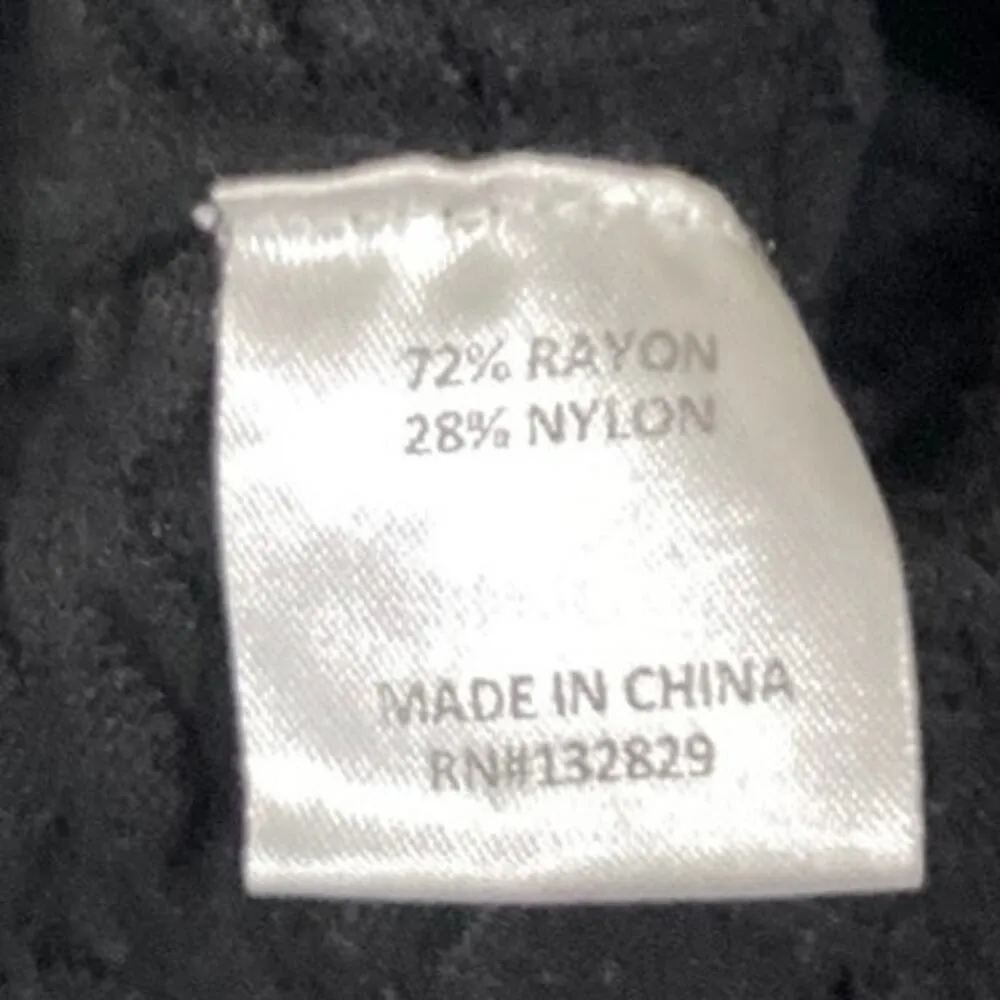 72% RAYON
28% NYLON
MADE IN CHINA
RN#132829